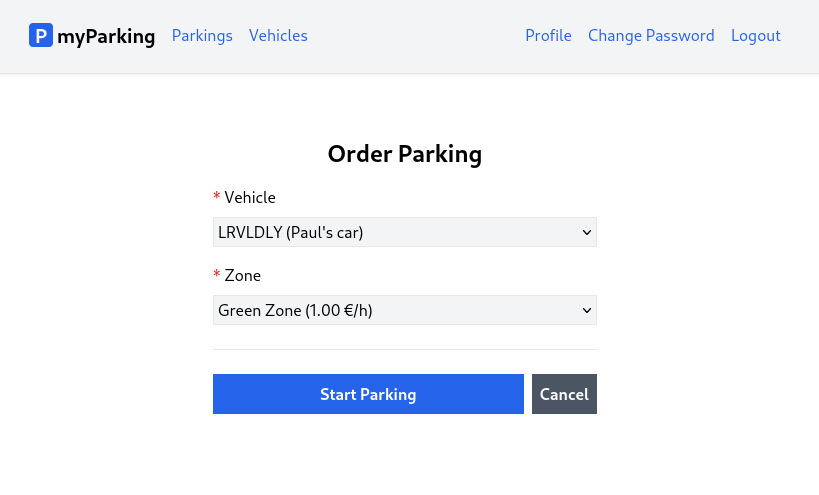 P myParking Parkings Vehicles Profile Change Password Logout
Order Parking
* Vehicle
LRVLDLY (Paul's car)
* Zone
Green Zone (1.00 €/h)
Start Parking Cancel